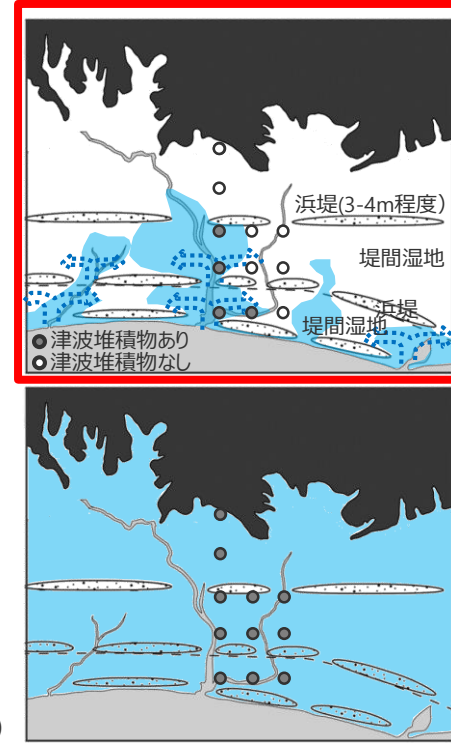 浜堤(3-4m程度）
堤間湿地
浜堤
堤間湿地
津波堆積物あり
津波堆積物なし
)